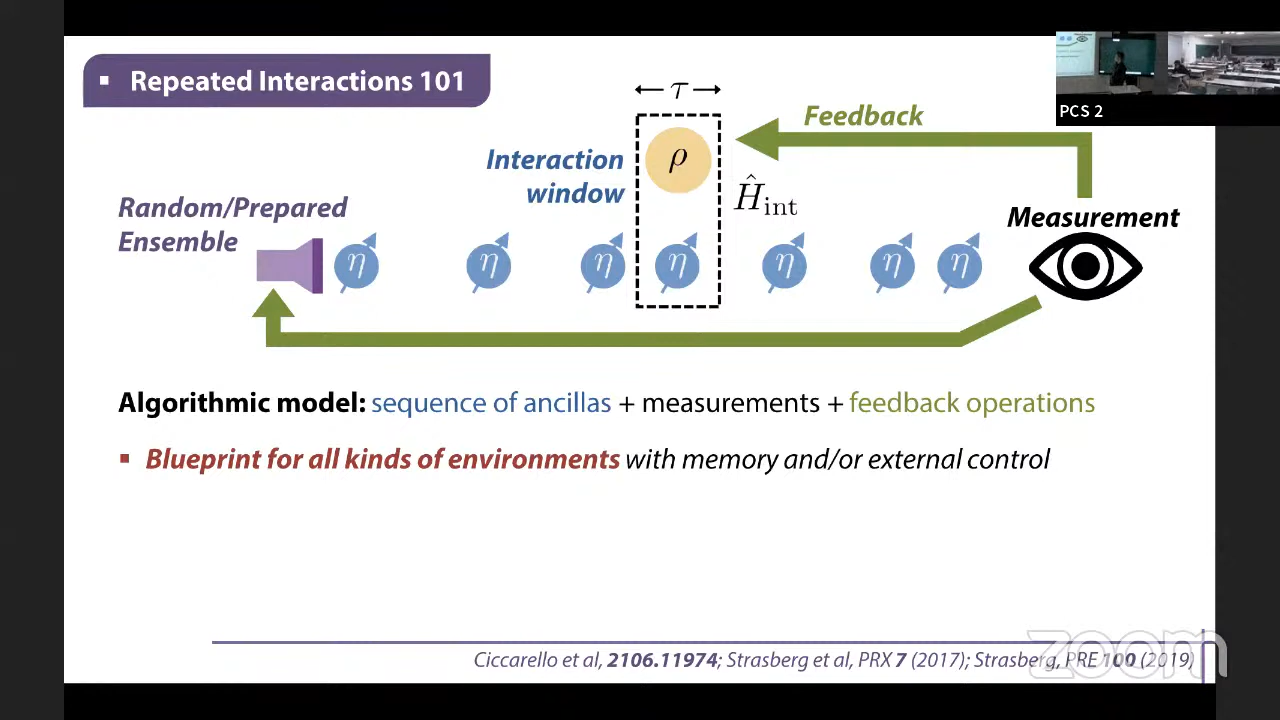 ▪ Repeated Interactions 101
τ
Feedback
PCS 2
Interaction
window
ρ
Ĥint
Random/Prepared
Ensemble
Measurement
η η η η η η η
Algorithmic model: sequence of ancillas + measurements + feedback operations
▪ Blueprint for all kinds of environments with memory and/or external control
Ciccarello et al, 2106.11974; Strasberg et al, PRX 7 (2017); Strasberg, PRE 100 (2019)
zoom